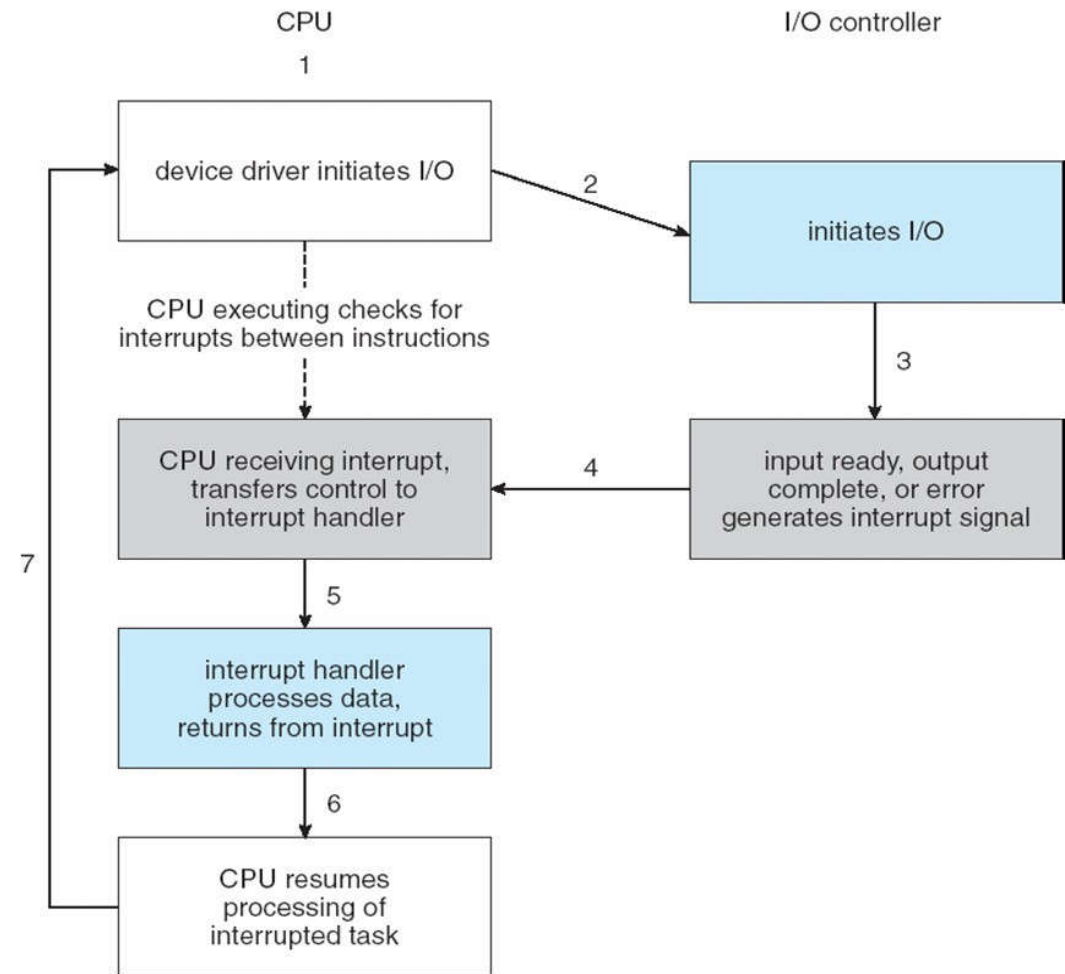 CPU
I/O controller
1
device driver initiates I/O
2
initiates I/O
CPU executing checks for
interrupts between instructions
3
CPU receiving interrupt,
transfers control to
interrupt handler
4
input ready, output
complete, or error
generates interrupt signal
7
5
interrupt handler
processes data,
returns from interrupt
6
CPU resumes
processing of
interrupted task